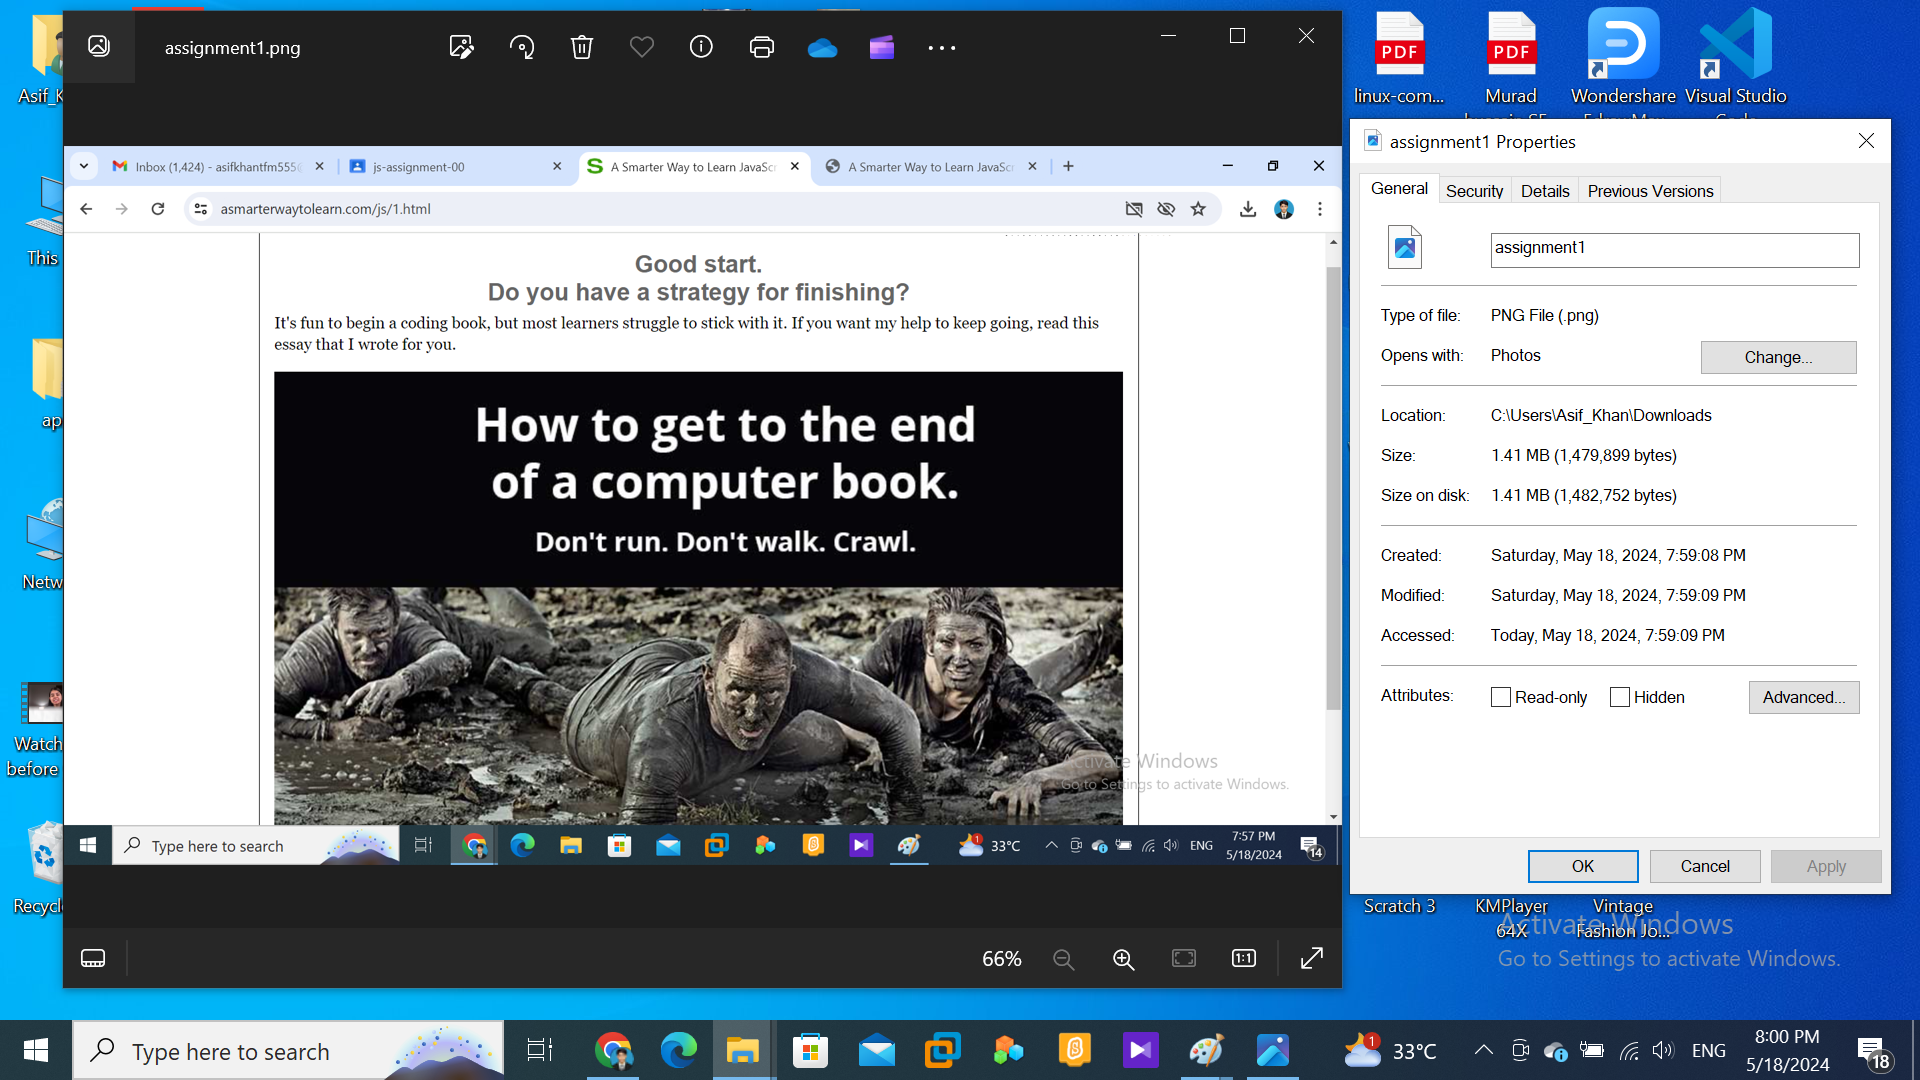 assignment1.png
Inbox (1,424) - asifkhantfm555
js-assignment-00
A Smarter Way to Learn JavaScr
A Smarter Way to Learn JavaScr
asmarterwaytolearn.com/js/1.html
Good start.
Do you have a strategy for finishing?
It's fun to begin a coding book, but most learners struggle to stick with it. If you want my help to keep going, read this
essay that I wrote for you.
How to get to the end
of a computer book.
Don't run. Don't walk. Crawl.
Activate Windows
Go to Settings to activate Windows.
Type here to search
1
33°C
ENG
7:57 PM
5/18/2024
14
66%
1:1
Asif_K
This
ap
Netw
Watch
before
Recycl
PDF
linux-com...
PDF
Murad
Wondershare
Visual Studio
assignment1 Properties
General
Security
Details
Previous Versions
assignment1
Type of file:
PNG File (.png)
Opens with:
Photos
Change...
Location:
C:\Users\Asif_Khan\Downloads
Size:
1.41 MB (1,479,899 bytes)
Size on disk:
1.41 MB (1,482,752 bytes)
Created:
Saturday, May 18, 2024, 7:59:08 PM
Modified:
Saturday, May 18, 2024, 7:59:09 PM
Accessed:
Today, May 18, 2024, 7:59:09 PM
Attributes:
Read-only
Hidden
Advanced...
OK
Cancel
Apply
Scratch 3
KMPlayer
64X
Vintage
Fashion Jo...
Activate Windows
Go to Settings to activate Windows.
Type here to search
1
33°C
ENG
8:00 PM
5/18/2024
18